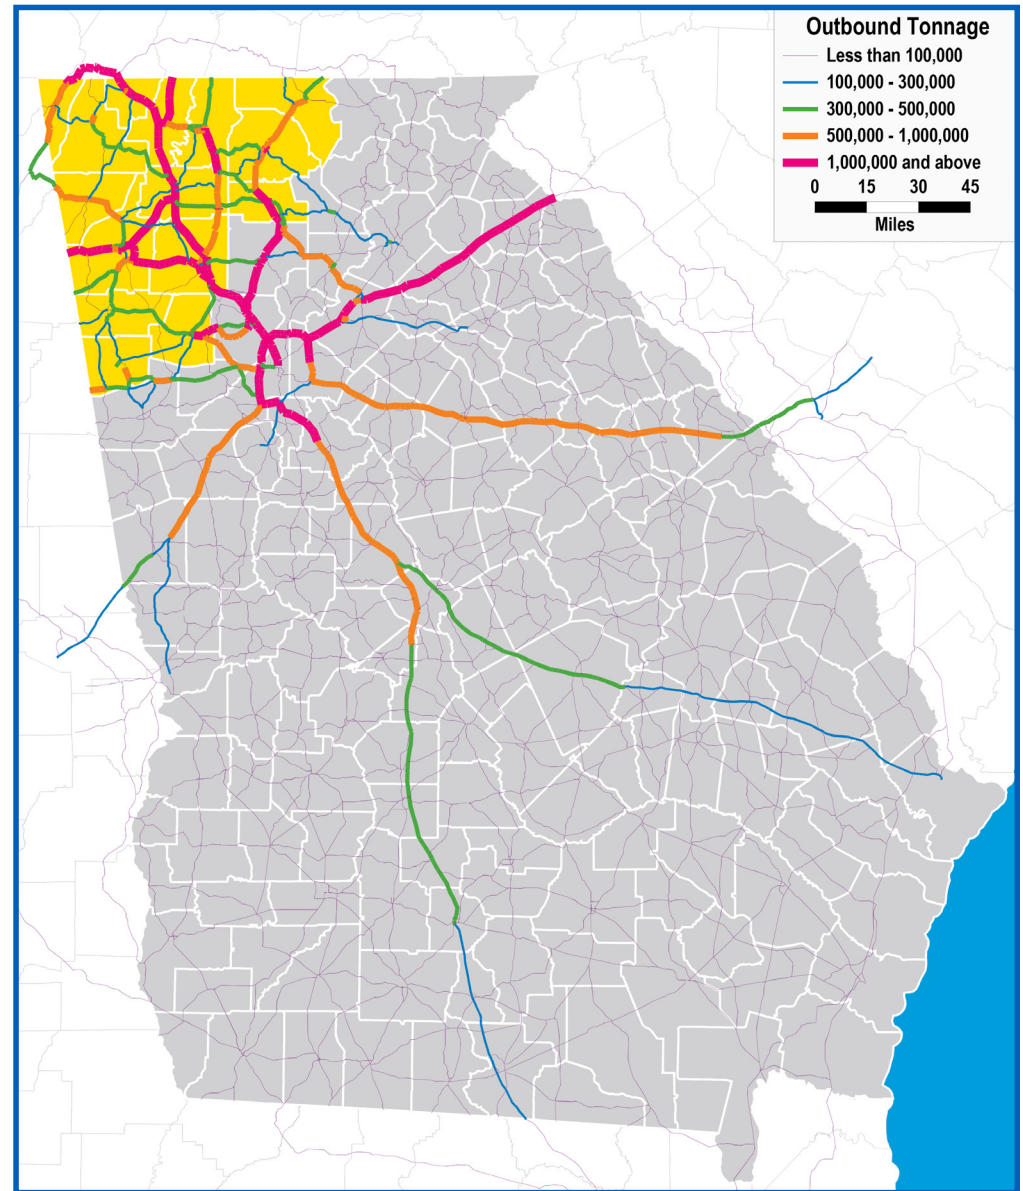 Outbound Tonnage
Less than 100,000
100,000 - 300,000
300,000 - 500,000
500,000 - 1,000,000
1,000,000 and above
0 15 30 45
Miles